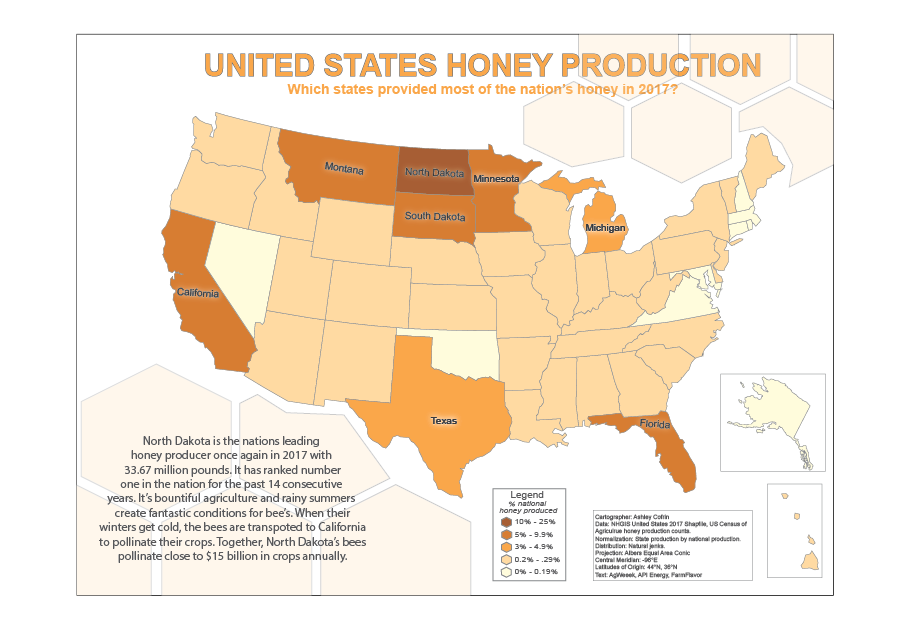 UNITED STATES HONEY PRODUCTION
Which states provided most of the nation's honey in 2017?
Montana
North Dakota
Minnesota
South Dakota
Michigan
California
Texas
Florida
North Dakota is the nations leading
honey producer once again in 2017 with
33.67 million pounds. It has ranked number
one in the nation for the past 14 consecutive
years. It's bountiful agriculture and rainy summers
create fantastic conditions for bee's. When their
winters get cold, the bees are transpoted to California
to pollinate their crops. Together, North Dakota's bees
pollinate close to $15 billion in crops annually.
Legend
% national
honey produced
10% - 25%
5% - 9.9%
3% - 4.9%
0.2% - .29%
0% - 0.19%
Cartographer: Ashley Cofrin
Data: NHGIS United States 2017 Shapfile, US Census of
Agriculture honey production counts.
Normalization: State production by national production.
Distribution: Natural jenks.
Projection: Albers Equal Area Conic
Central Meridian: -96°E
Latitudes of Origin: 44°N, 36°N
Text: AgWeeek, API Energy, FarmFlavor